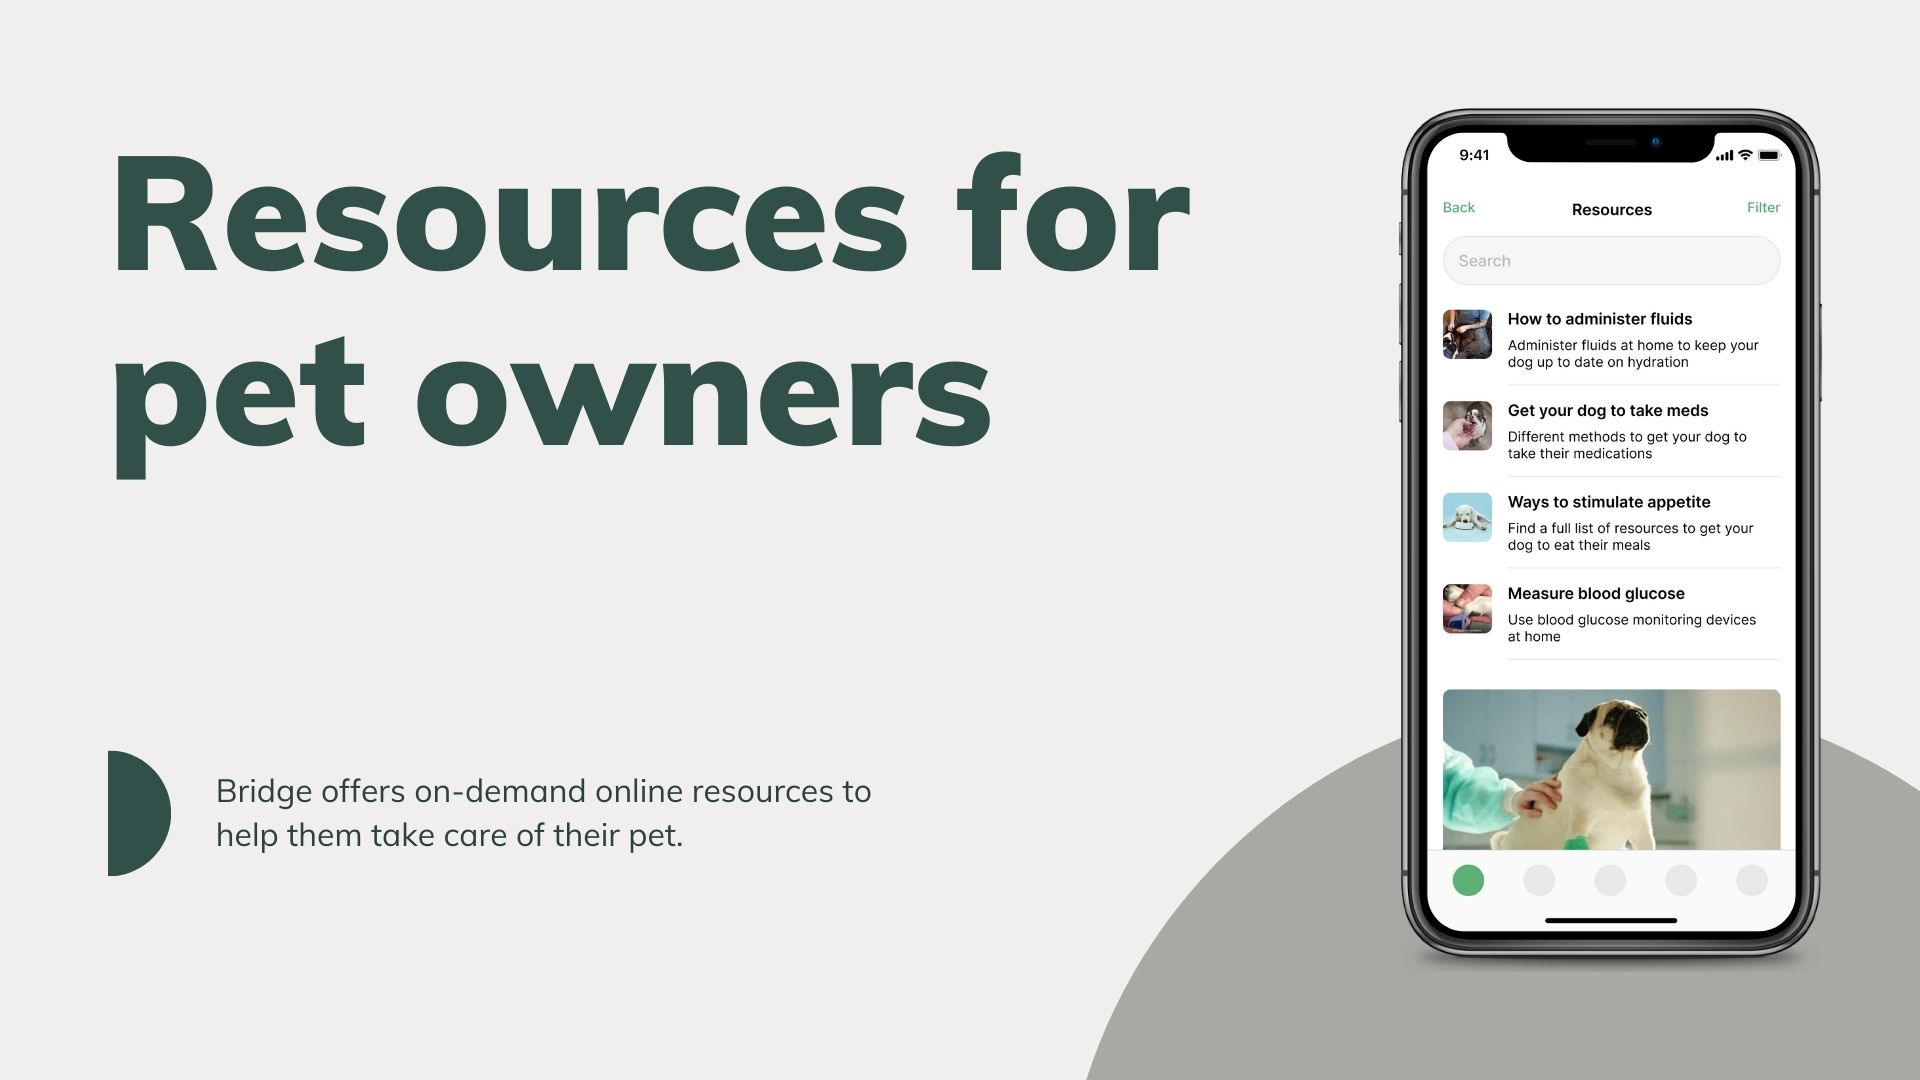 Resources for
pet owners
Bridge offers on-demand online resources to
help them take care of their pet.
9:41
Back
Resources
Filter
Search
How to administer fluids
Administer fluids at home to keep your
dog up to date on hydration
Get your dog to take meds
Different methods to get your dog to
take their medications
Ways to stimulate appetite
Find a full list of resources to get your
dog to eat their meals
Measure blood glucose
Use blood glucose monitoring devices
at home